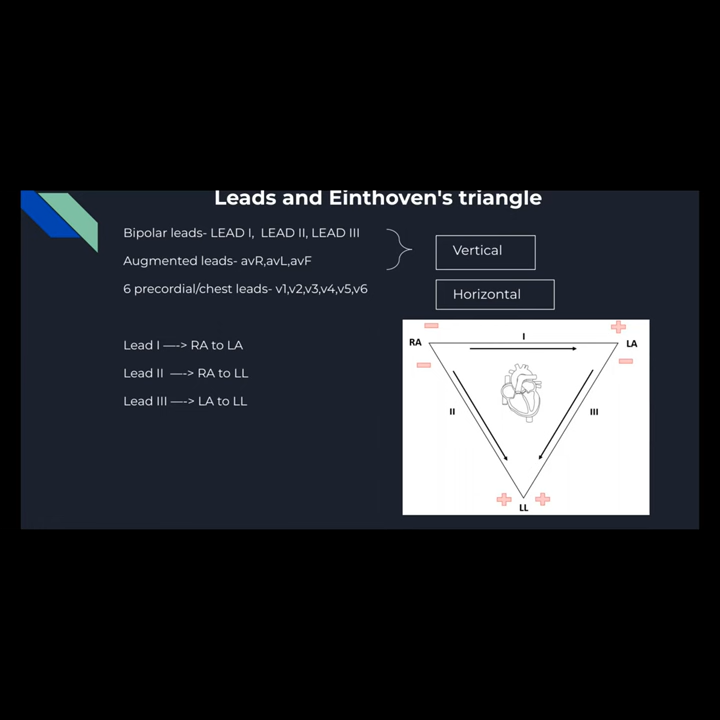 Leads and Einthoven's triangle
Bipolar leads- LEAD I,  LEAD II, LEAD III
Augmented leads- avR,avL,avF
6 precordial/chest leads- v1,v2,v3,v4,v5,v6
Vertical
Horizontal
Lead I —-> RA to LA
Lead II  —-> RA to LL
Lead III —-> LA to LL
RA
I
LA
II
III
LL